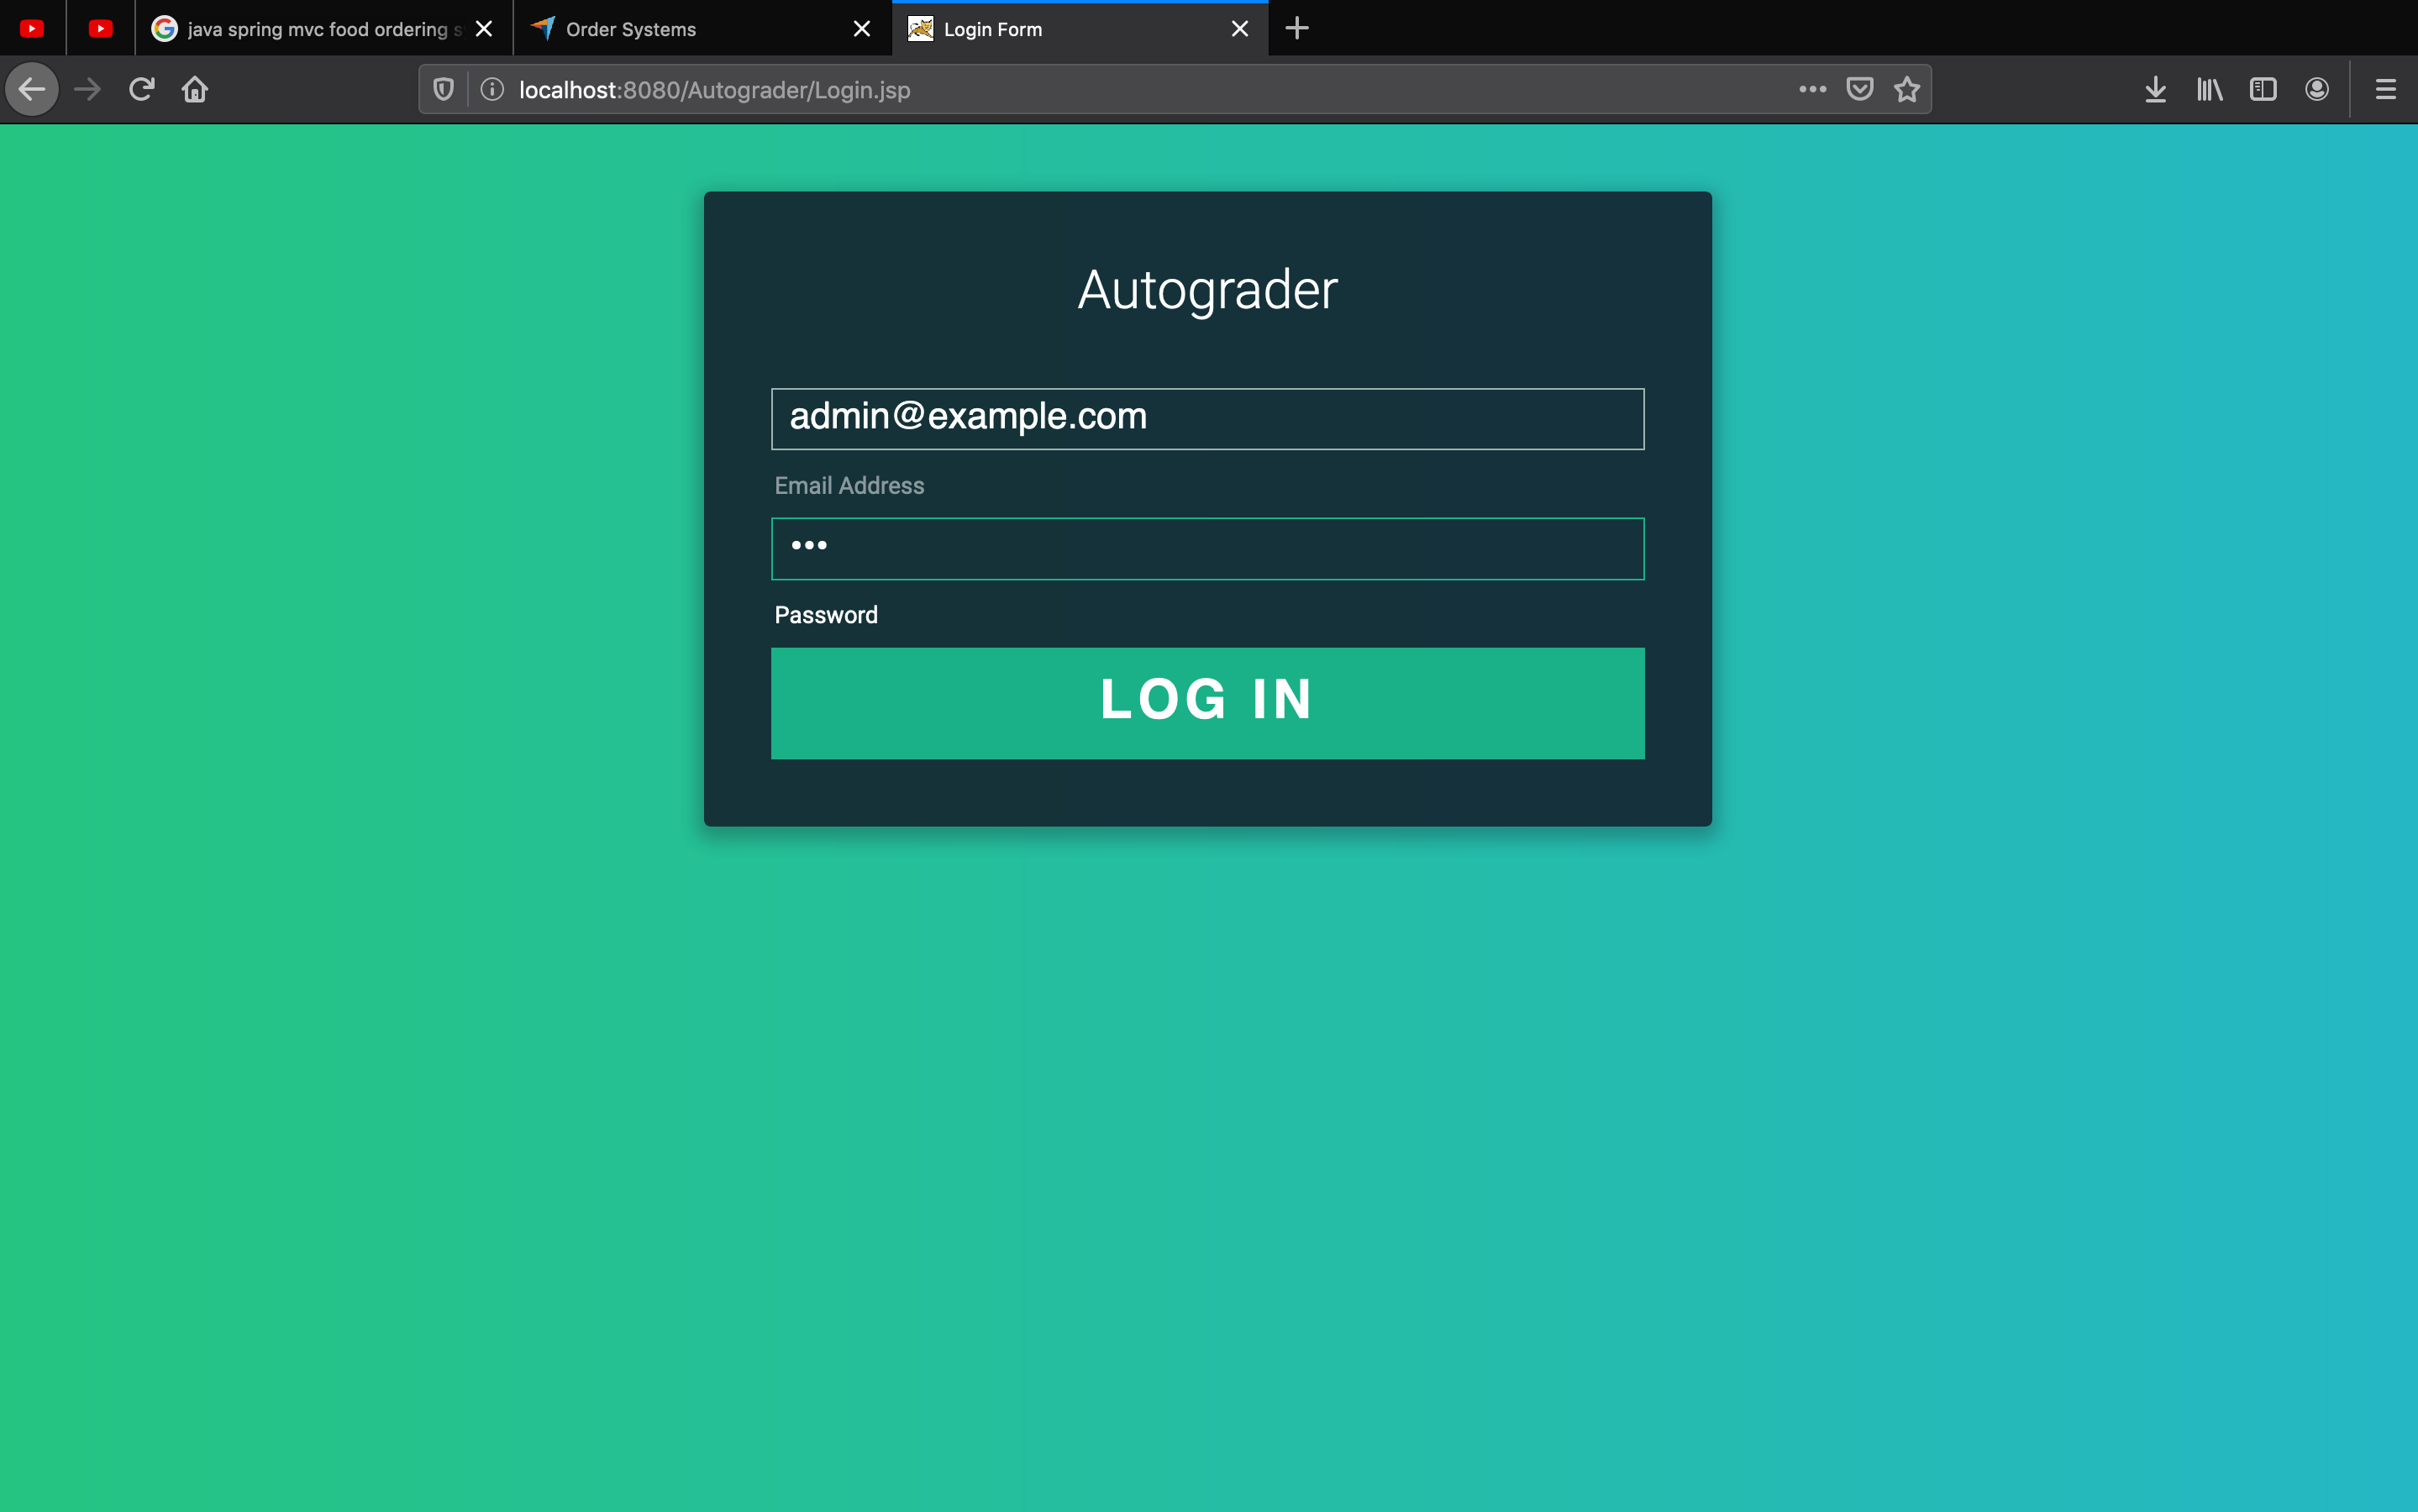 java spring mvc food ordering s
Order Systems
Login Form
localhost:8080/Autograder/Login.jsp
Autograder
admin@example.com
Email Address
•••
Password
LOG IN